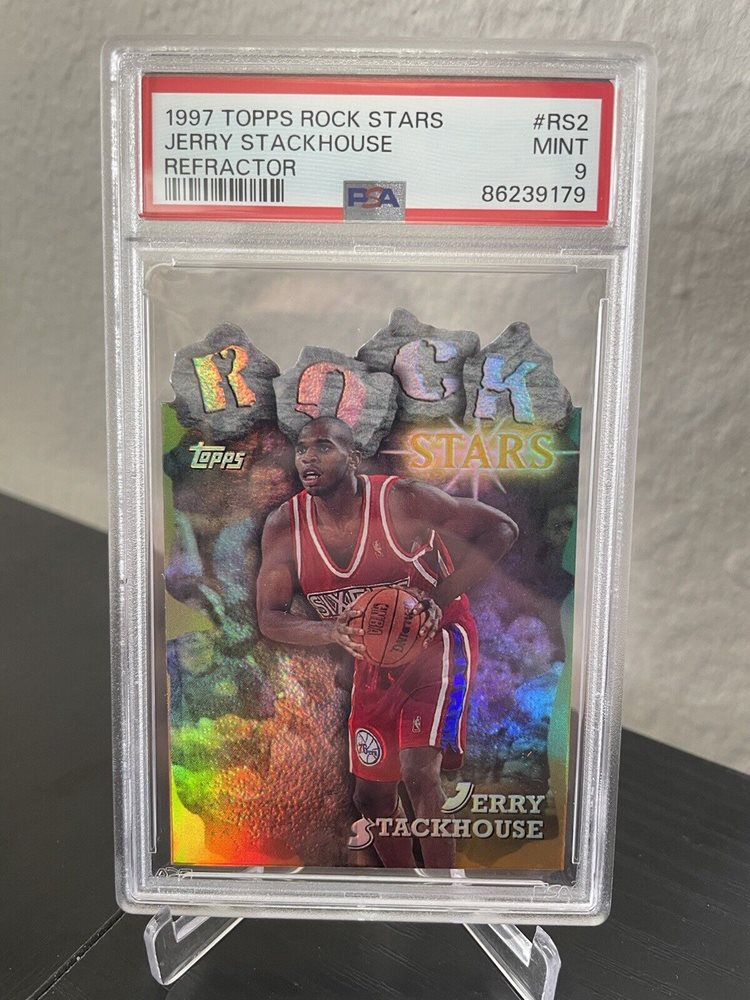 1997 TOPPS ROCK STARS #RS2
JERRY STACKHOUSE MINT
REFRACTOR 9
PSA 86239179
ROCK
STARS
TOPPS
SIXERS
JERRY
STACKHOUSE